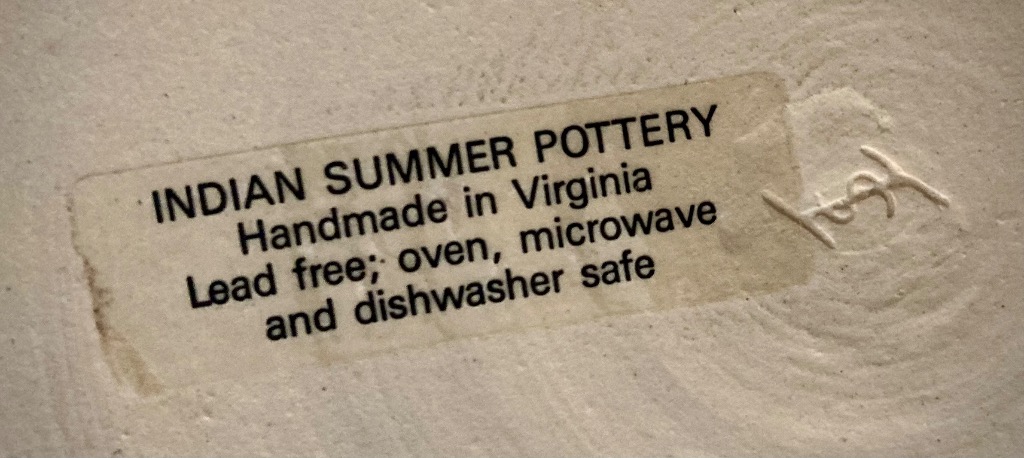 INDIAN SUMMER POTTERY
Handmade in Virginia
Lead free; oven, microwave
and dishwasher safe